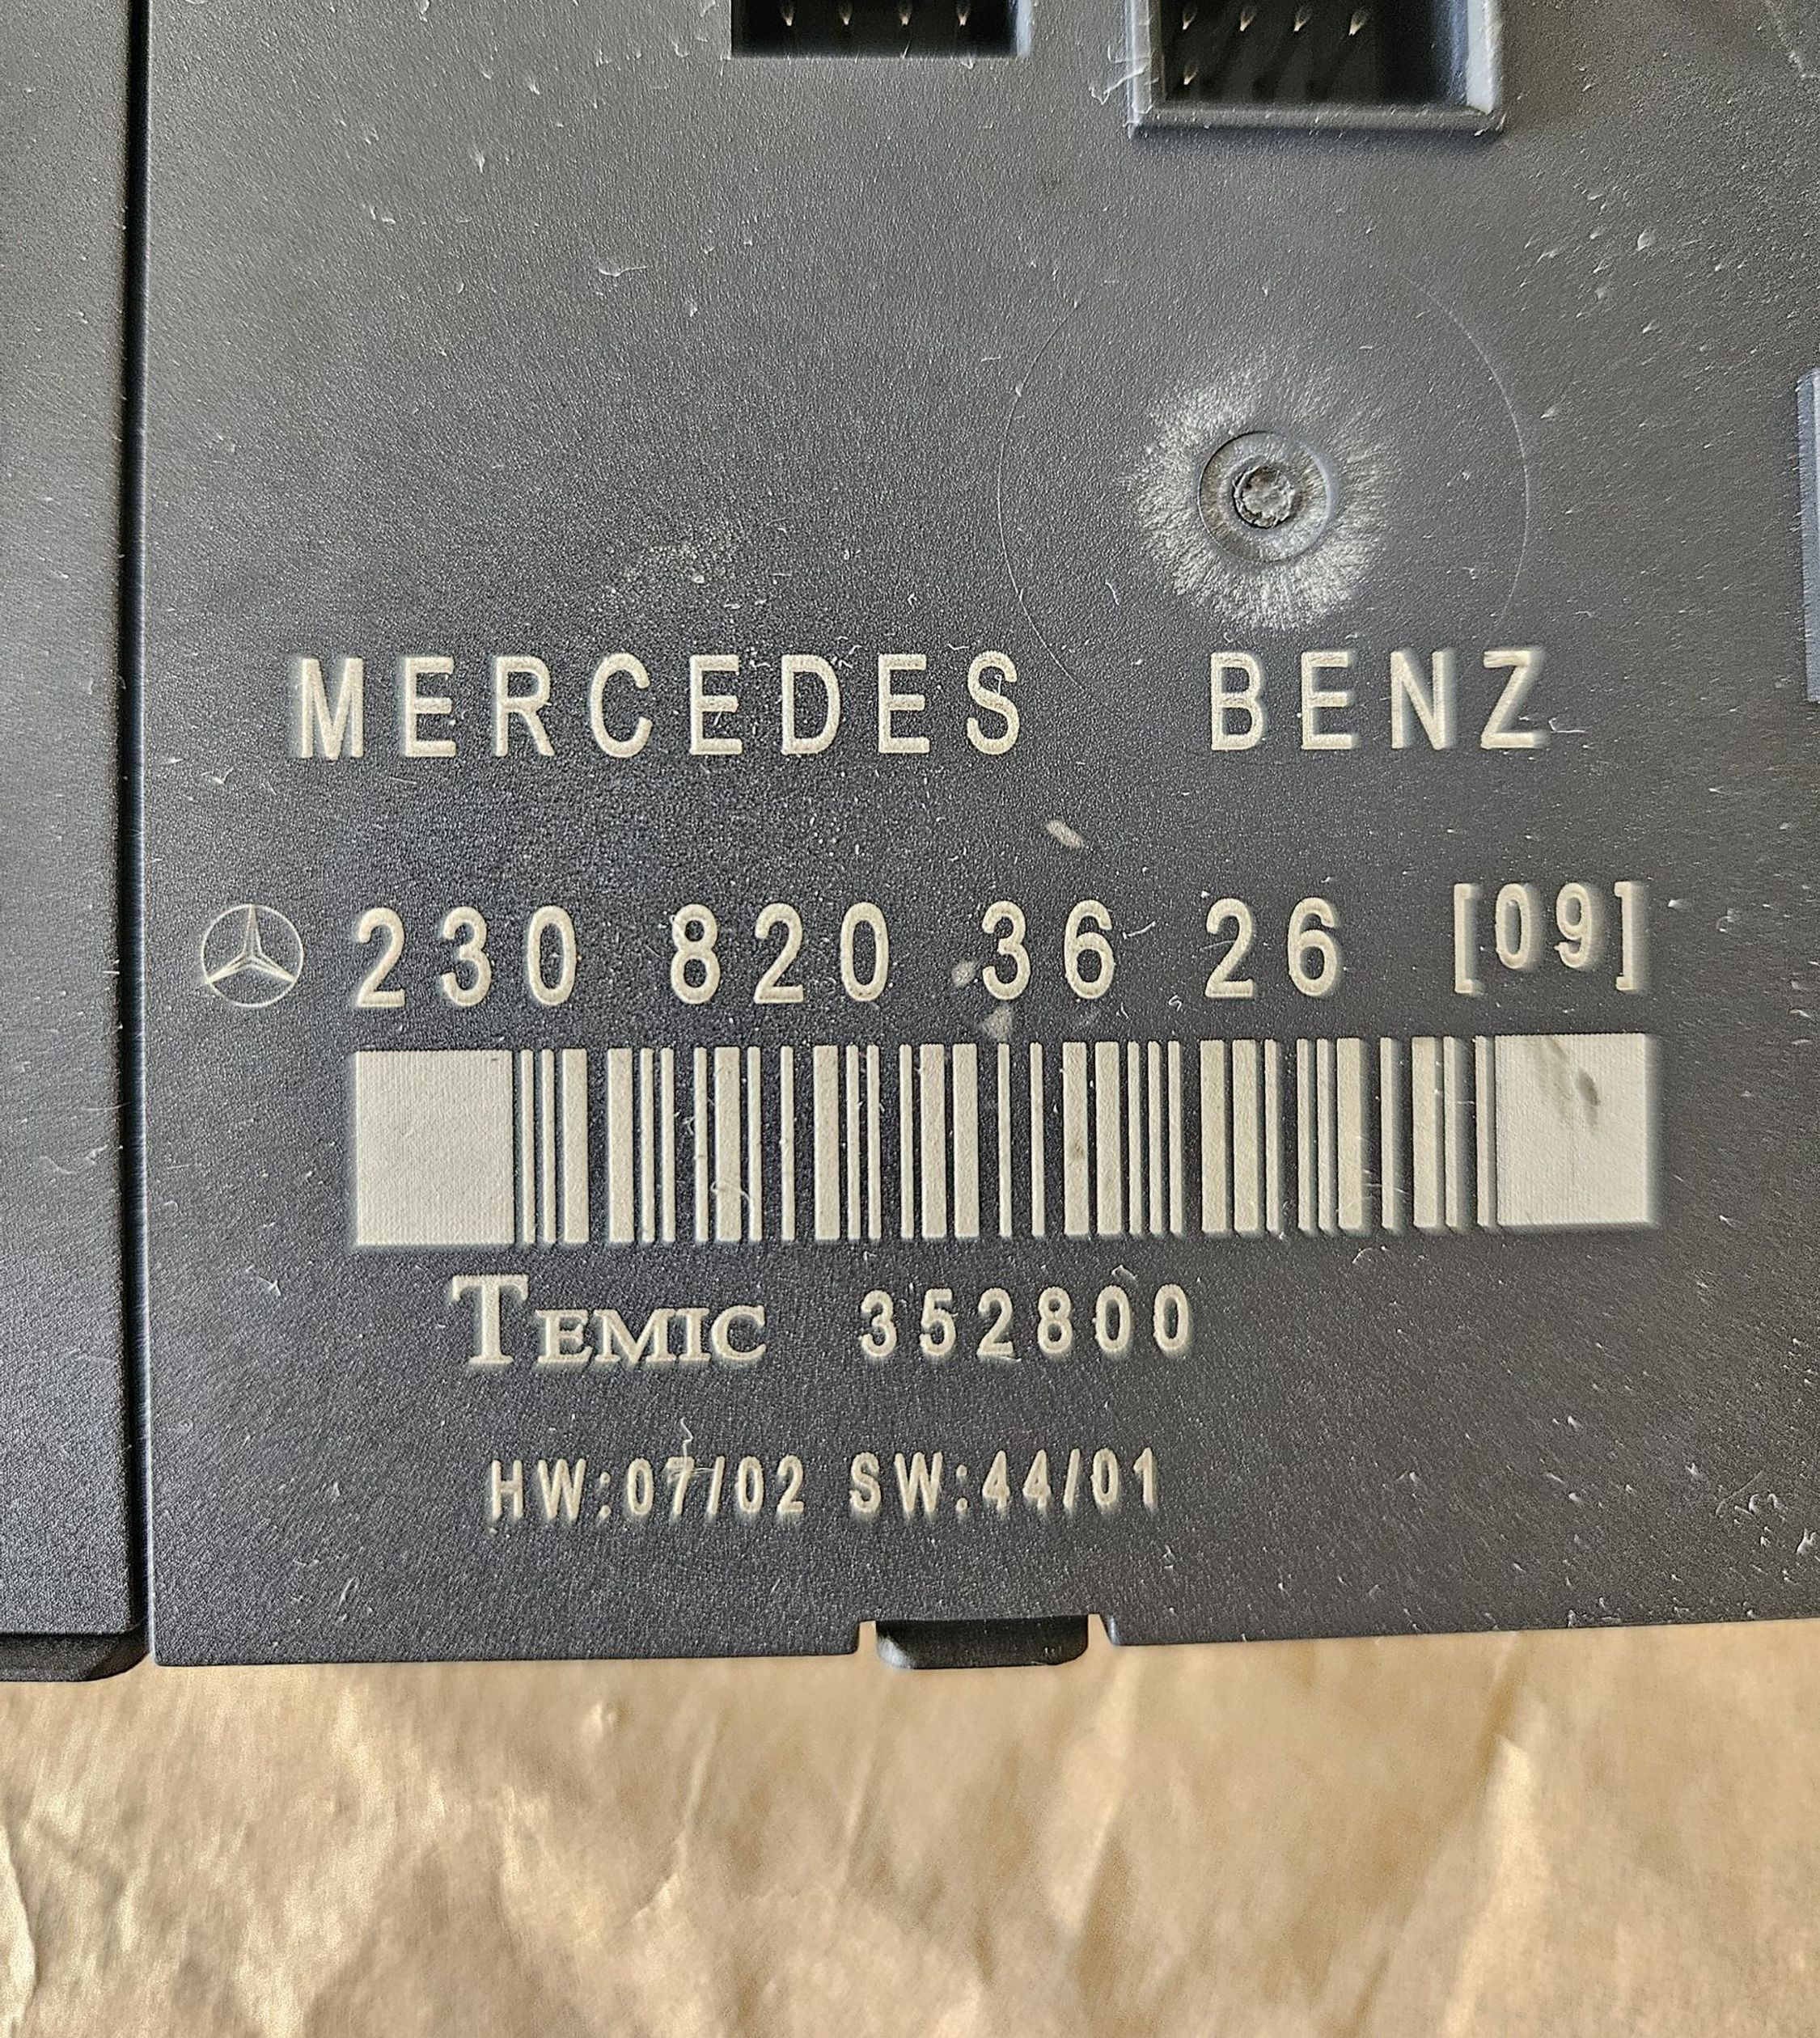 MERCEDES BENZ
230 820 36 26 [09]
TEMIC 352800
HW:07/02 SW:44/01